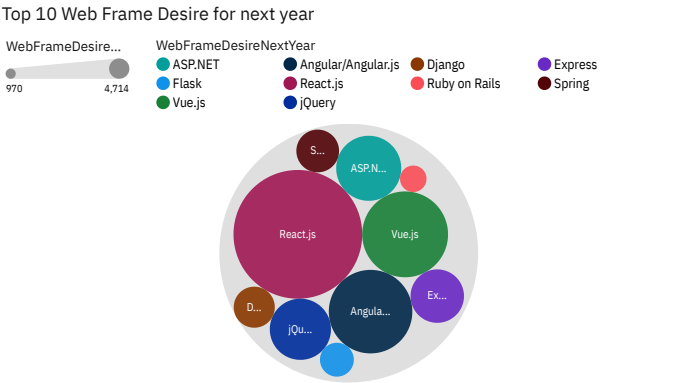 Top 10 Web Frame Desire for next year
WebFrameDesire...
970 4,714
WebFrameDesireNextYear
ASP.NET Angular/Angular.js Django Express
Flask React.js Ruby on Rails Spring
Vue.js jQuery
S...
ASP.N...
React.js
Vue.js
Ex...
D...
Angula...
jQu...